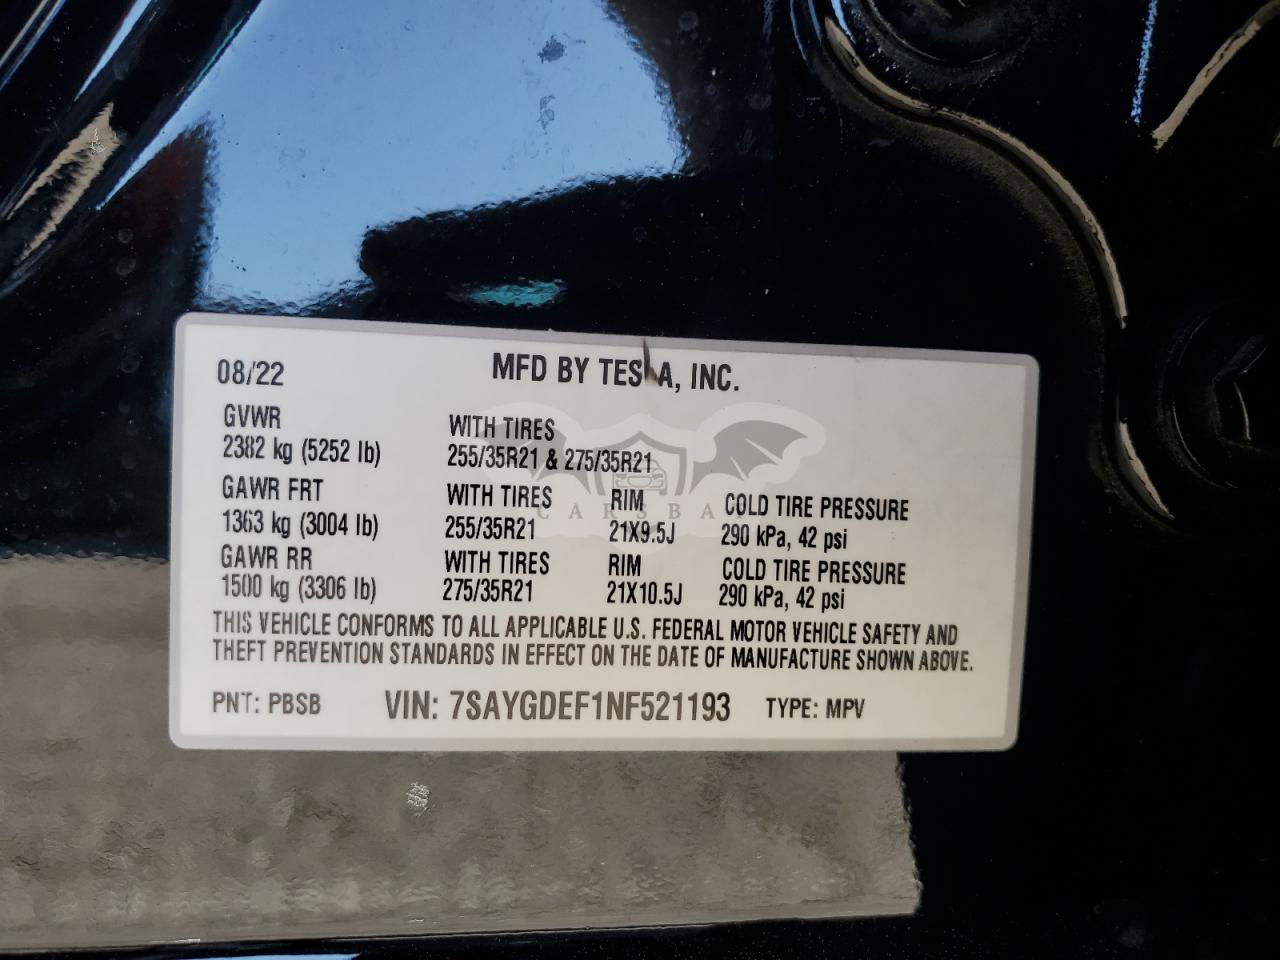 08/22 MFD BY TESLA, INC.
GVWR WITH TIRES
2382 kg (5252 lb) 255/35R21 & 275/35R21
GAWR FRT WITH TIRES RIM COLD TIRE PRESSURE
1363 kg (3004 lb) 255/35R21 21X9.5J 290 kPa, 42 psi
GAWR RR WITH TIRES RIM COLD TIRE PRESSURE
1500 kg (3306 lb) 275/35R21 21X10.5J 290 kPa, 42 psi
THIS VEHICLE CONFORMS TO ALL APPLICABLE U.S. FEDERAL MOTOR VEHICLE SAFETY AND
THEFT PREVENTION STANDARDS IN EFFECT ON THE DATE OF MANUFACTURE SHOWN ABOVE.
PNT: PBSB VIN: 7SAYGDEF1NF521193 TYPE: MPV